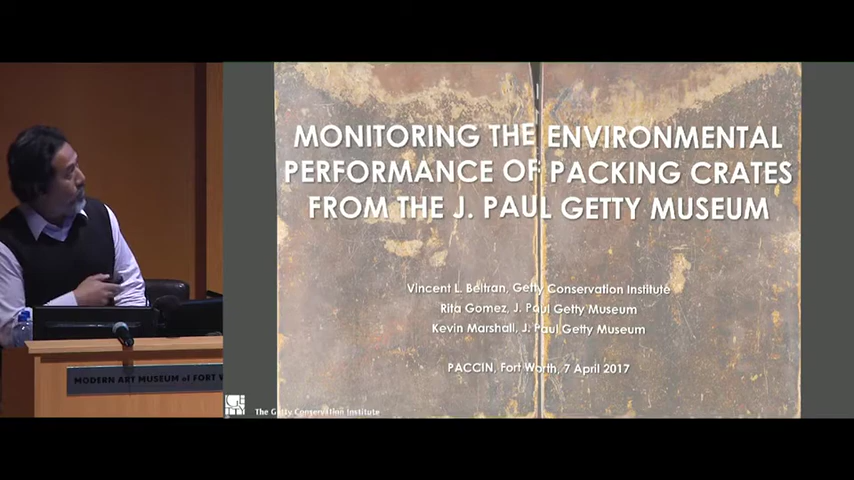 MONITORING THE ENVIRONMENTAL
PERFORMANCE OF PACKING CRATES
FROM THE J. PAUL GETTY MUSEUM
Vincent L. Beltran, Getty Conservation Institute
Rita Gomez, J. Paul Getty Museum
Kevin Marshall, J. Paul Getty Museum
PACCIN, Fort Worth, 7 April 2017
MODERN ART MUSEUM OF FORT W
GETTY
The Getty Conservation Institute